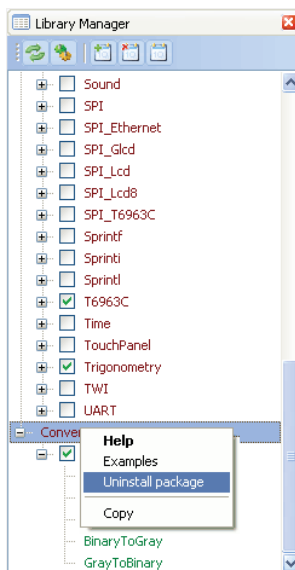 Library Manager
Sound
SPI
SPI_Ethernet
SPI_Glcd
SPI_Lcd
SPI_Lcd8
SPI_T6963C
Sprintf
Sprinti
Sprintl
T6963C
Time
TouchPanel
Trigonometry
TWI
UART
Conver
Help
Examples
Uninstall package
Copy
BinaryToGray
GrayToBinary